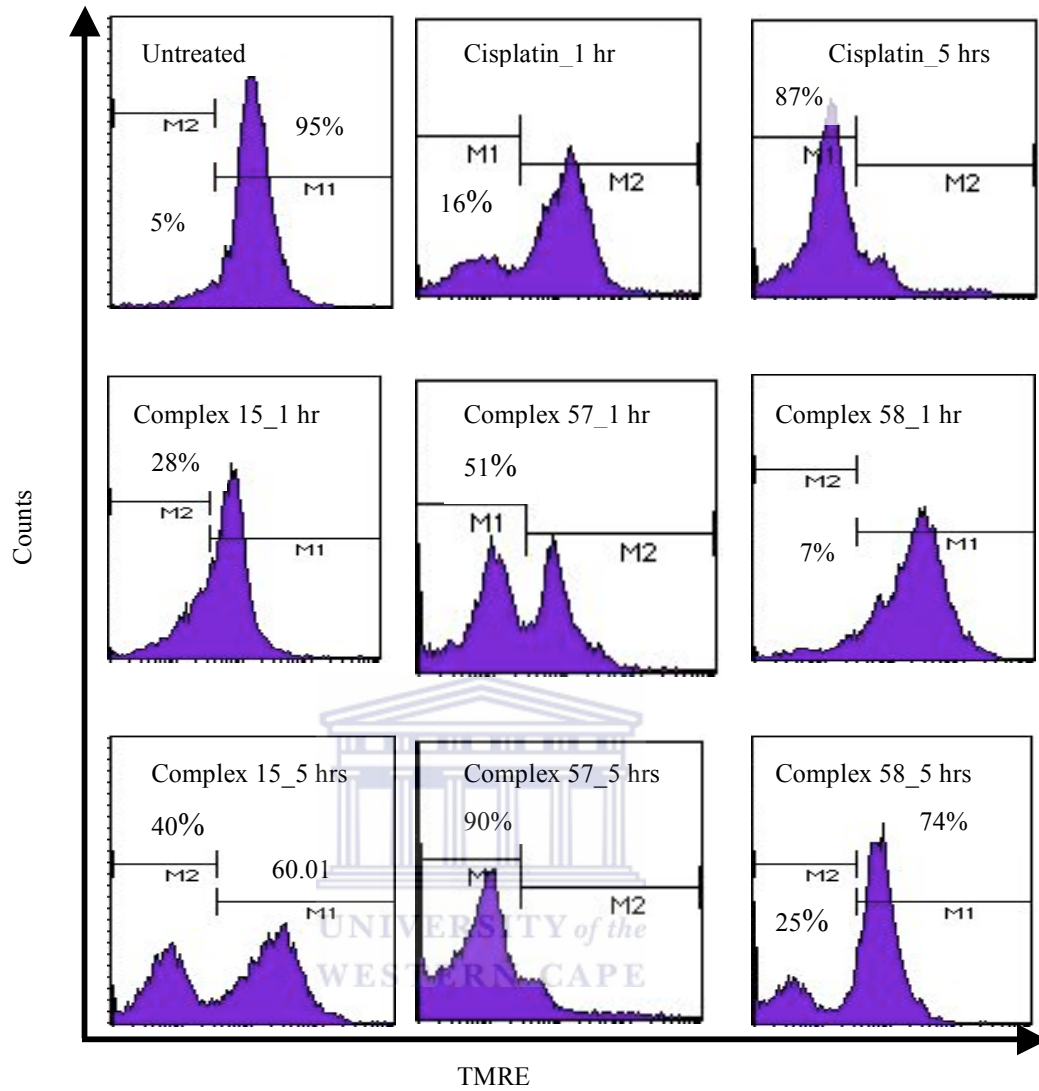 Untreated
95%
M2
M1
5%
Cisplatin_1 hr
M1
M2
16%
Cisplatin_5 hrs
87%
M1
M2
Complex 15_1 hr
28%
M2
M1
Complex 57_1 hr
51%
M1
M2
Complex 58_1 hr
M2
7%
M1
Counts
Complex 15_5 hrs
40%
60.01
M2
M1
Complex 57_5 hrs
90%
M2
Complex 58_5 hrs
74%
M2
25%
M1
UNIVERSITY of the
WESTERN CAPE
TMRE